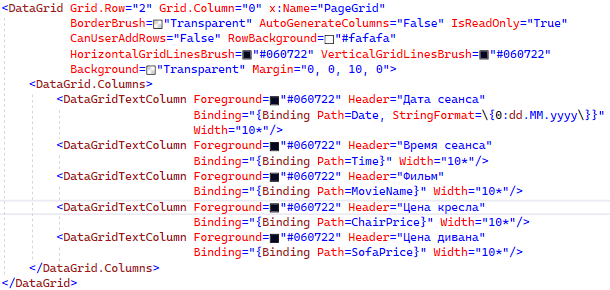 <DataGrid Grid.Row="2" Grid.Column="0" x:Name="PageGrid"
BorderBrush="Transparent" AutoGenerateColumns="False" IsReadOnly="True"
CanUserAddRows="False" RowBackground="#fafafa"
HorizontalGridLinesBrush="#060722" VerticalGridLinesBrush="#060722"
Background="Transparent" Margin="0, 0, 10, 0">
<DataGrid.Columns>
<DataGridTextColumn Foreground="#060722" Header="Дата сеанса"
Binding="{Binding Path=Date, StringFormat=\{0:dd.MM.yyyy\}}"
Width="10*"/>
<DataGridTextColumn Foreground="#060722" Header="Время сеанса"
Binding="{Binding Path=Time}" Width="10*"/>
<DataGridTextColumn Foreground="#060722" Header="Фильм"
Binding="{Binding Path=MovieName}" Width="10*"/>
<DataGridTextColumn Foreground="#060722" Header="Цена кресла"
Binding="{Binding Path=ChairPrice}" Width="10*"/>
<DataGridTextColumn Foreground="#060722" Header="Цена дивана"
Binding="{Binding Path=SofaPrice}" Width="10*"/>
</DataGrid.Columns>
</DataGrid>